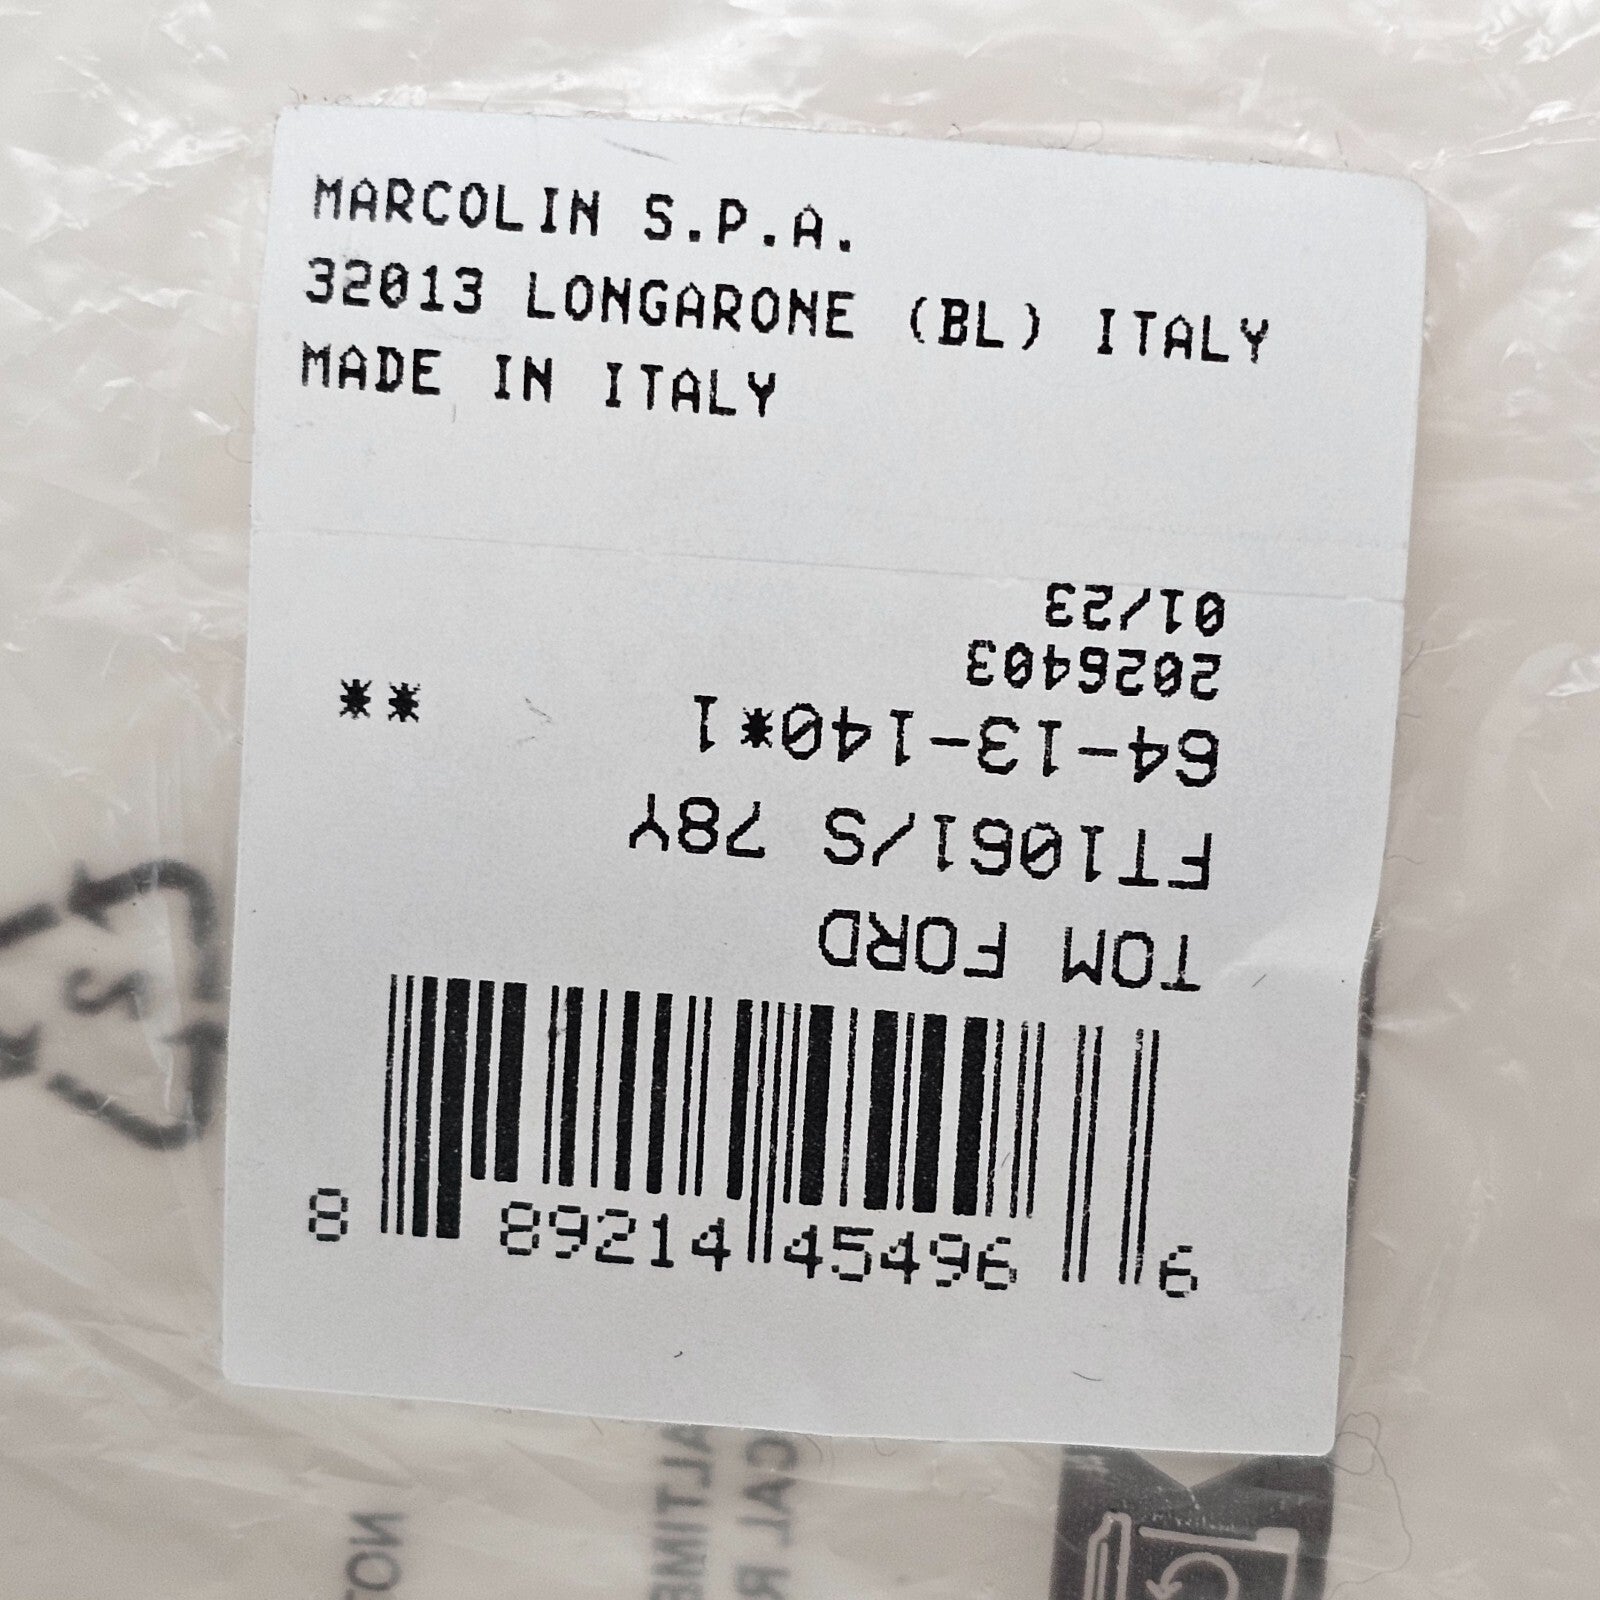 MARCOLIN S.P.A.
32013 LONGARONE (BL) ITALY
MADE IN ITALY
TOM FORD
FT1061/S 78Y
64-13-140*1 **
2026403
01/23
8 89214 45496 6